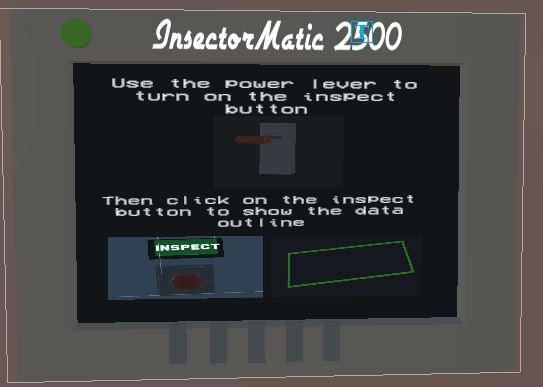 InsectorMatic 2500
Use the power lever to
turn on the inspect
button
Then click on the inspect
button to show the data
outline
INSPECT